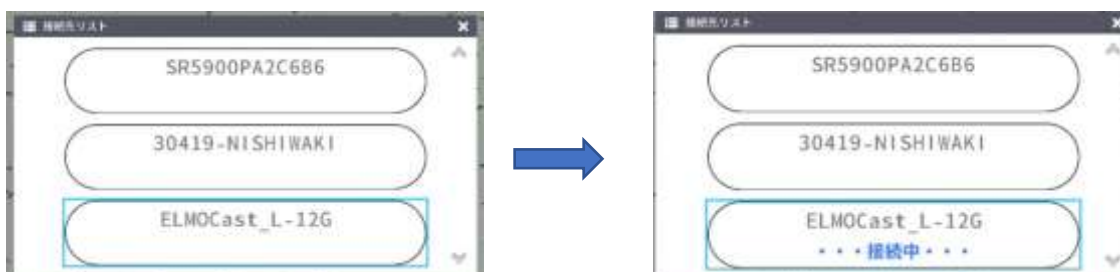 接続先リスト
SR5900PA2C6B6
30419-NISHIWAKI
ELMOCast_L-12G
接続先リスト
SR5900PA2C6B6
30419-NISHIWAKI
ELMOCast_L-12G
・・・接続中・・・